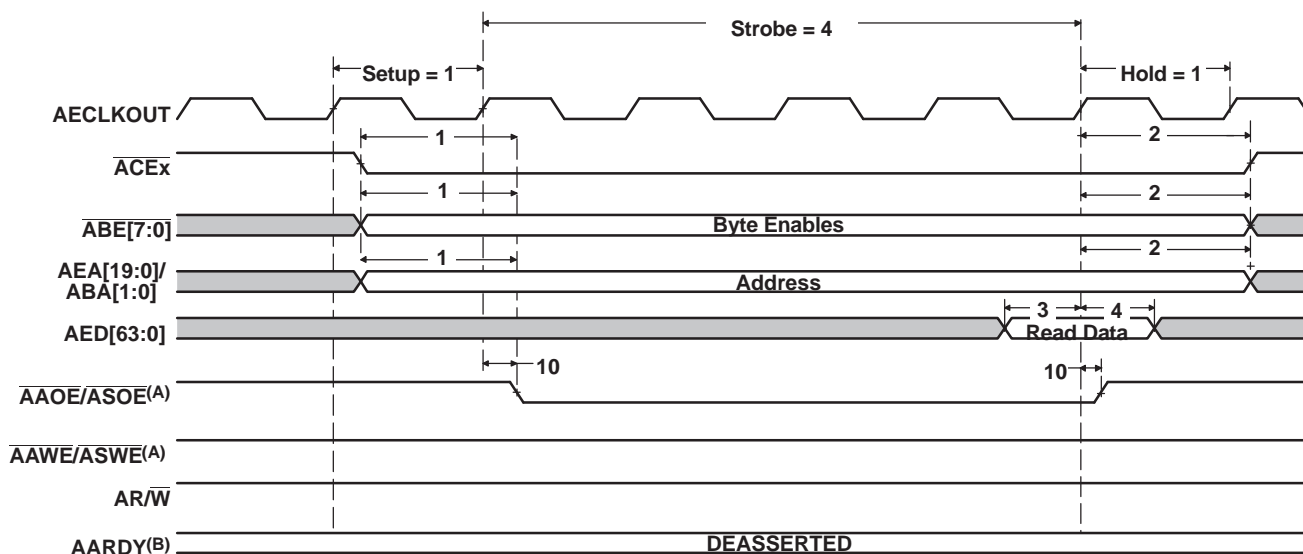 Strobe = 4
Setup = 1
Hold = 1
AECLKOUT
1
2
ACEx
1
2
ABE[7:0]
Byte Enables
1
2
AEA[19:0]/
ABA[1:0]
Address
3
4
AED[63:0]
Read Data
10
10
AAOE/ASOE(A)
AAWE/ASWE(A)
AR/W
AARDY(B)
DEASSERTED